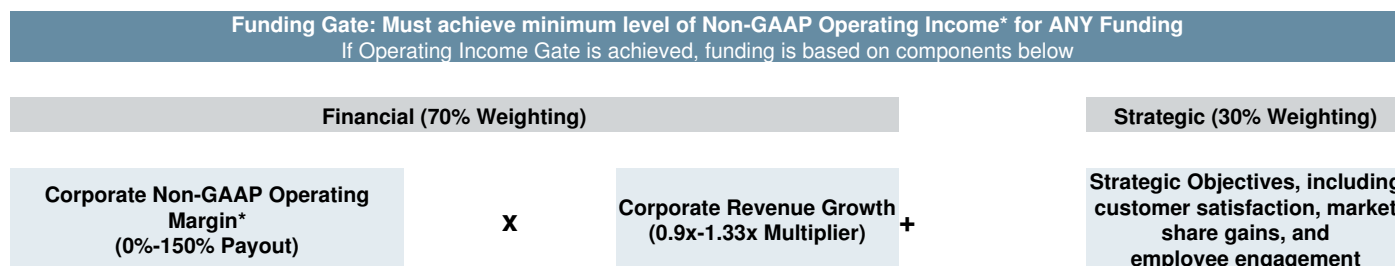 Funding Gate: Must achieve minimum level of Non-GAAP Operating Income* for ANY Funding
If Operating Income Gate is achieved, funding is based on components below
Financial (70% Weighting)
Strategic (30% Weighting)
Corporate Non-GAAP Operating
Margin*
(0%-150% Payout)
x
Corporate Revenue Growth
(0.9x-1.33x Multiplier)
+
Strategic Objectives, including
customer satisfaction, market
share gains, and
employee engagement